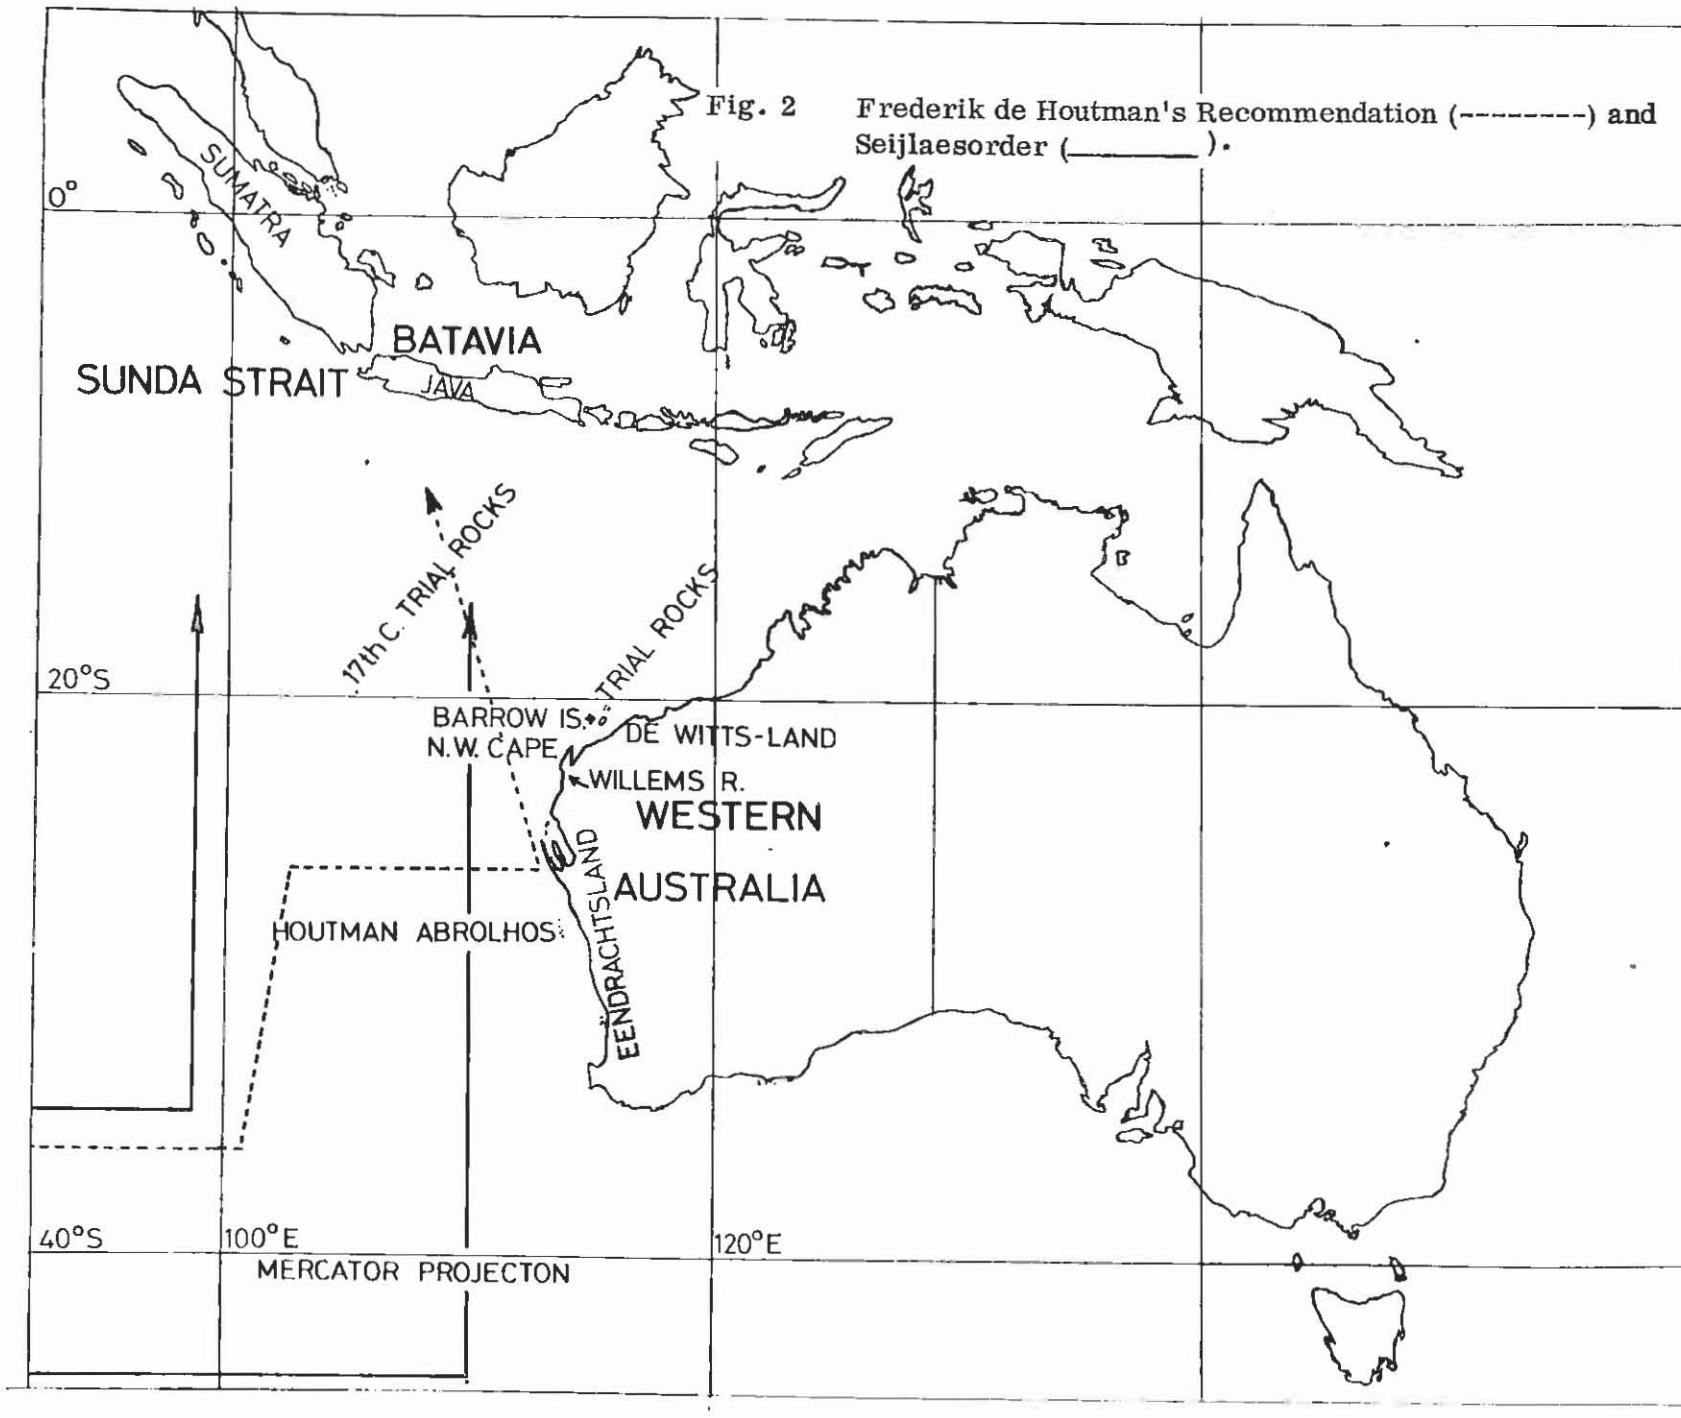 Fig. 2 Frederik de Houtman's Recommendation (--------) and
Seijlaesorder (________).
0°
SUMATRA
BATAVIA
SUNDA STRAIT
JAVA
17th C. TRIAL ROCKS
TRIAL ROCKS
20°S
BARROW IS.
N.W. CAPE
DE WITTS-LAND
WILLEMS R.
WESTERN
AUSTRALIA
EENDRACHTSLAND
HOUTMAN ABROLHOS
40°S
100°E
120°E
MERCATOR PROJECTON